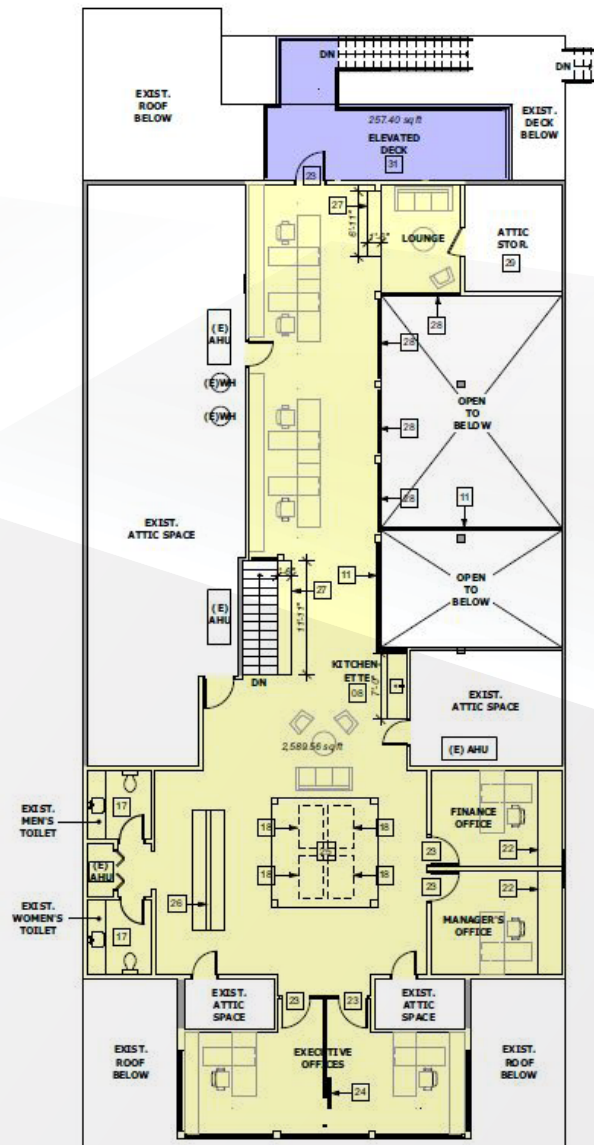 DN
DN
EXIST.
ROOF
BELOW
257.40 sq ft
ELEVATED
DECK
31
EXIST.
DECK
BELOW
23
27
6'-11"
1'-6"
LOUNGE
ATTIC
STOR.
29
28
(E)
AHU
28
(E)WH
(E)WH
OPEN
TO
BELOW
28
28
11
EXIST.
ATTIC SPACE
11
27
11'-11"
OPEN
TO
BELOW
(E)
AHU
DN
KITCHEN-
ETTE
08
7'-0"
EXIST.
ATTIC SPACE
(E) AHU
2,589.56 sq ft
EXIST.
MEN'S
TOILET
17
18
18
FINANCE
OFFICE
23
22
(E)
AHU
18
18
23
22
EXIST.
WOMEN'S
TOILET
17
26
MANAGER'S
OFFICE
EXIST.
ATTIC
SPACE
23
23
EXIST.
ATTIC
SPACE
EXIST.
ROOF
BELOW
EXECUTIVE
OFFICES
24
EXIST.
ROOF
BELOW